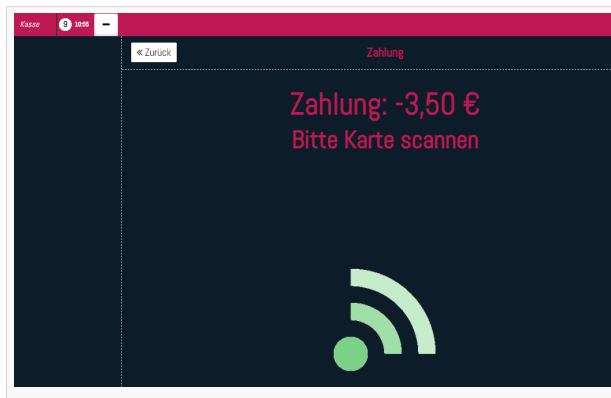 Kasse 9 10:55
« Zurück Zahlung
Zahlung: -3,50 €
Bitte Karte scannen